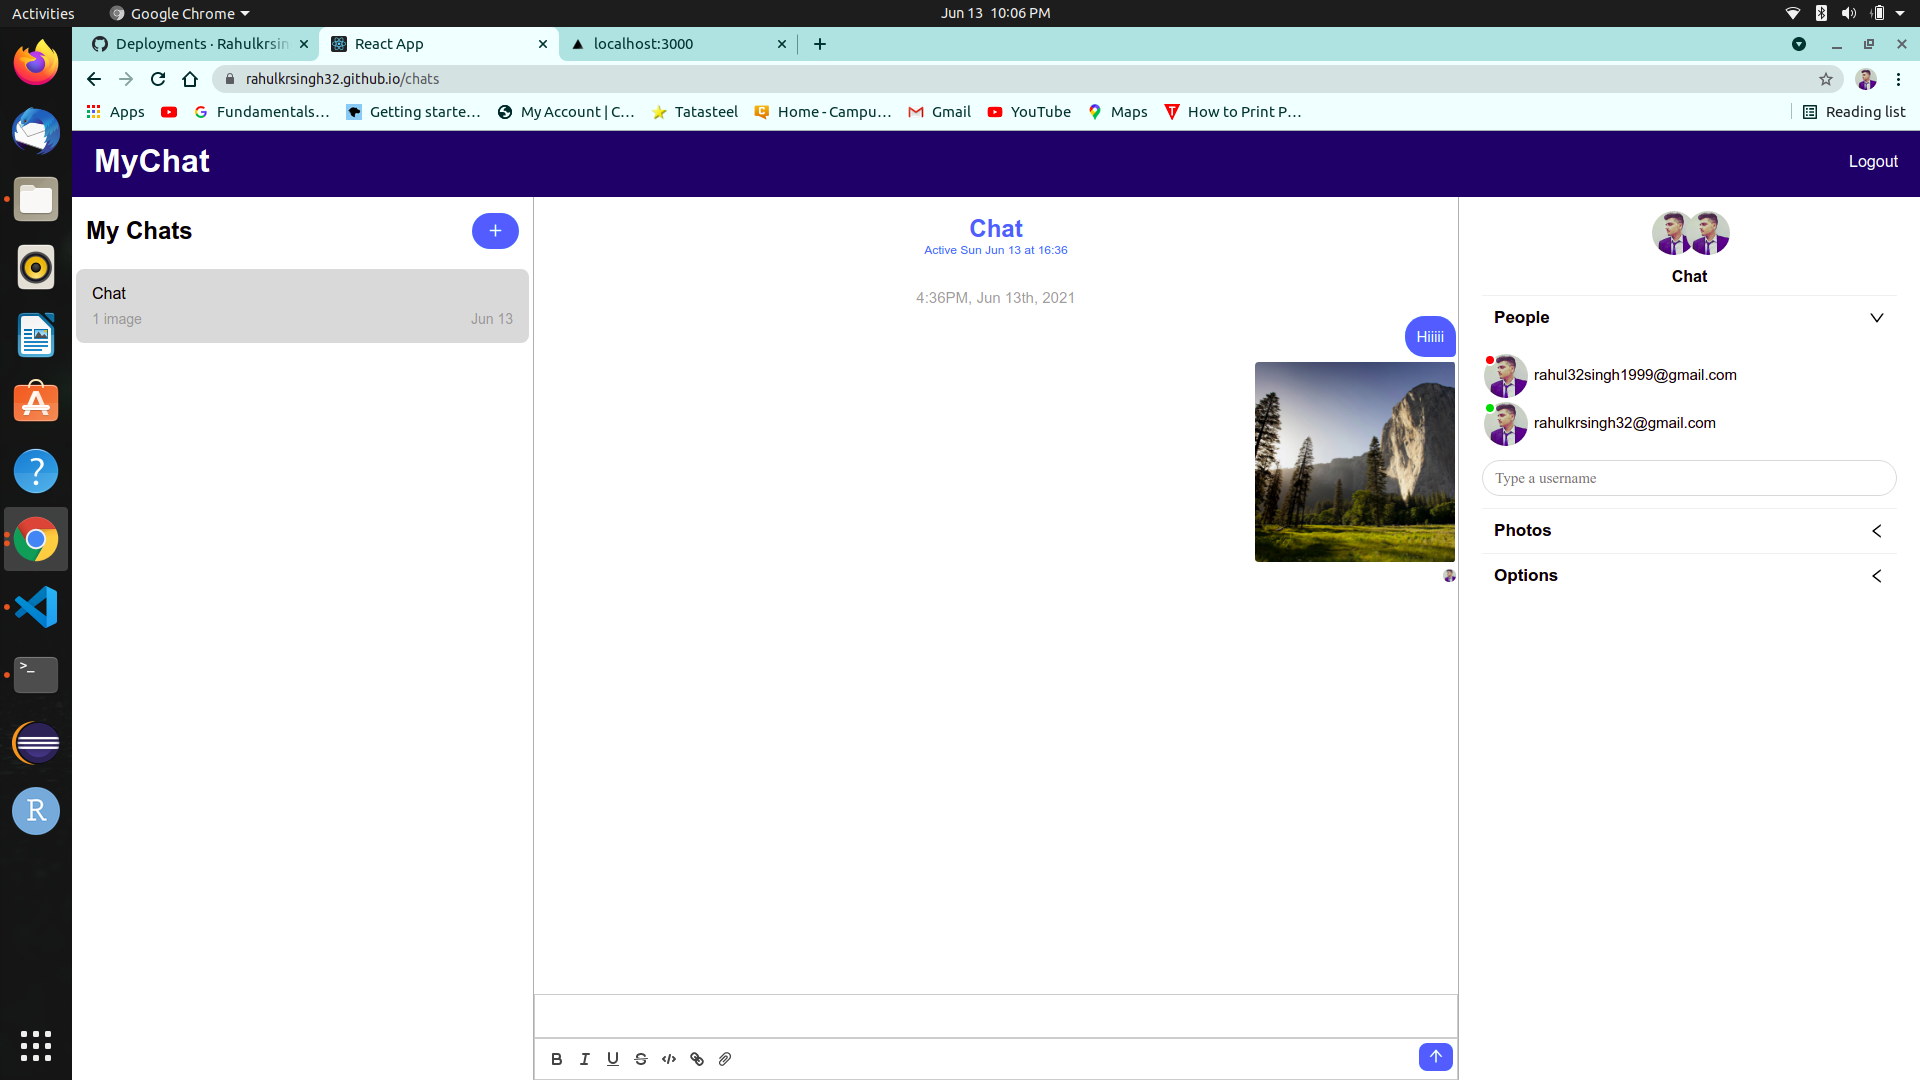 Activities
Google Chrome
Jun 13 10:06 PM
Deployments · Rahulkrsin
React App
localhost:3000
rahulkrsingh32.github.io/chats
Apps
Fundamentals...
Getting starte...
My Account | C...
Tatasteel
Home - Campu...
Gmail
YouTube
Maps
How to Print P...
Reading list
MyChat
Logout
My Chats
+
Chat
1 image
Jun 13
Chat
Active Sun Jun 13 at 16:36
4:36PM, Jun 13th, 2021
Hiiiii
Chat
People
rahul32singh1999@gmail.com
rahulkrsingh32@gmail.com
Type a username
Photos
Options
B I U S </>